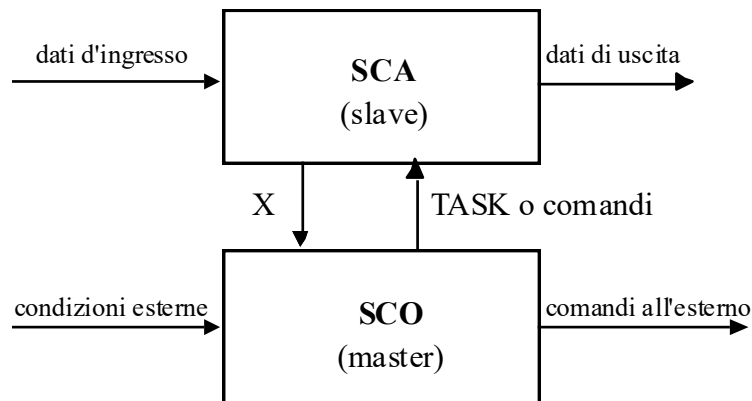 dati d'ingresso
SCA
(slave)
dati di uscita
X
TASK o comandi
condizioni esterne
SCO
(master)
comandi all'esterno